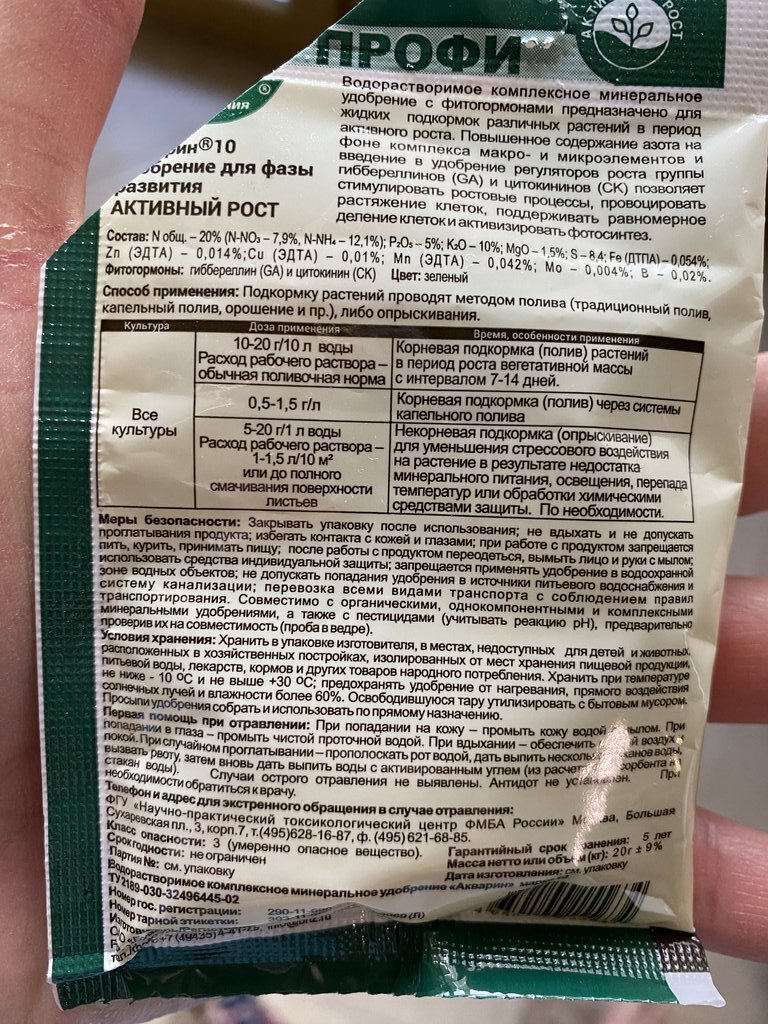 ПРОФИ
РОСТ
ния®
Водорастворимое комплексное минеральное
удобрение с фитогормонами предназначено для
жидких подкормок различных растений в период
активного роста. Повышенное содержание азота на
фоне комплекса макро- и микроэлементов и
введение в удобрение регуляторов роста группы
гиббереллинов (GA) и цитокининов (CK) позволяет
стимулировать ростовые процессы, провоцировать
растяжение клеток, поддерживать равномерное
деление клеток и активизировать фотосинтез.
рин®10
брение для фазы
развития
АКТИВНЫЙ РОСТ
Состав: N общ. – 20% (N-NO₃ – 7,9%, N-NH₄ – 12,1%); P₂O₅ – 5%; K₂O – 10%; MgO – 1,5%; S – 8,4; Fe (ДТПА) – 0,054%;
Zn (ЭДТА) – 0,014%;Cu (ЭДТА) – 0,01%; Mn (ЭДТА) – 0,042%; Mo – 0,004%; B – 0,02%.
Фитогормоны: гиббереллин (GA) и цитокинин (CK) Цвет: зеленый
Способ применения: Подкормку растений проводят методом полива (традиционный полив,
капельный полив, орошение и пр.), либо опрыскивания.
Культура Доза применения Время, особенности применения
Все
культуры
10-20 г/10 л воды
Расход рабочего раствора –
обычная поливочная норма
Корневая подкормка (полив) растений
в период роста вегетативной массы
с интервалом 7-14 дней.
0,5-1,5 г/л
Корневая подкормка (полив) через системы
капельного полива
5-20 г/1 л воды
Расход рабочего раствора –
1-1,5 л/10 м²
или до полного
смачивания поверхности
листьев
Некорневая подкормка (опрыскивание)
для уменьшения стрессового воздействия
на растение в результате недостатка
минерального питания, освещения, перепада
температур или обработки химическими
средствами защиты. По необходимости.
Меры безопасности: Закрывать упаковку после использования; не вдыхать и не допускать
проглатывания продукта; избегать контакта с кожей и глазами; при работе с продуктом запрещается
пить, курить, принимать пищу; после работы с продуктом переодеться, вымыть лицо и руки с мылом;
использовать средства индивидуальной защиты; запрещается применять удобрение в водоохранной
зоне водных объектов; не допускать попадания удобрения в источники питьевого водоснабжения и
систему канализации; перевозка всеми видами транспорта с соблюдением правил
транспортирования. Совместимо с органическими, однокомпонентными и комплексными
минеральными удобрениями, а также с пестицидами (учитывать реакцию pH), предварительно
проверив их на совместимость (проба в ведре).
Условия хранения: Хранить в упаковке изготовителя, в местах, недоступных для детей и животных,
расположенных в хозяйственных постройках, изолированных от мест хранения пищевой продукции,
питьевой воды, лекарств, кормов и других товаров народного потребления. Хранить при температуре
не ниже - 10 ºС и не выше +30 ºС; предохранять удобрение от нагревания, прямого воздействия
солнечных лучей и влажности более 60%. Освободившуюся тару утилизировать с бытовым мусором.
Просыпи удобрения собрать и использовать по прямому назначению.
Первая помощь при отравлении: При попадании на кожу – промыть кожу водой мылом. При
попадании в глаза – промыть чистой проточной водой. При вдыхании – обеспечить й воздух
покой. При случайном проглатывании – прополоскать рот водой, дать выпить несколь канов воды,
вызвать рвоту, затем вновь дать выпить воды с активированным углем (из расче орбента н
стакан воды). Случаи острого отравления не выявлены. Антидот не установлен. При
необходимости обратиться к врачу.
Телефон и адрес для экстренного обращения в случае отравления:
ФГУ «Научно-практический токсикологический центр ФМБА России» Москва, Большая
Сухаревская пл., 3, корп.7, т.(495)628-16-87, ф. (495) 621-68-85.
Класс опасности: 3 (умеренно опасное вещество). Гарантийный срок хранения: 5 лет
Срок годности: не ограничен Масса нетто или объем (кг): 20г ± 9%
Партия №: см. упаковку Дата изготовления: см. упаковку
Водорастворимое комплексное минеральное удобрение «Акварин»
ТУ 2189-030-32496445-02
Номер гос. регистрации: 290-11-
Номер тарной этикетки: